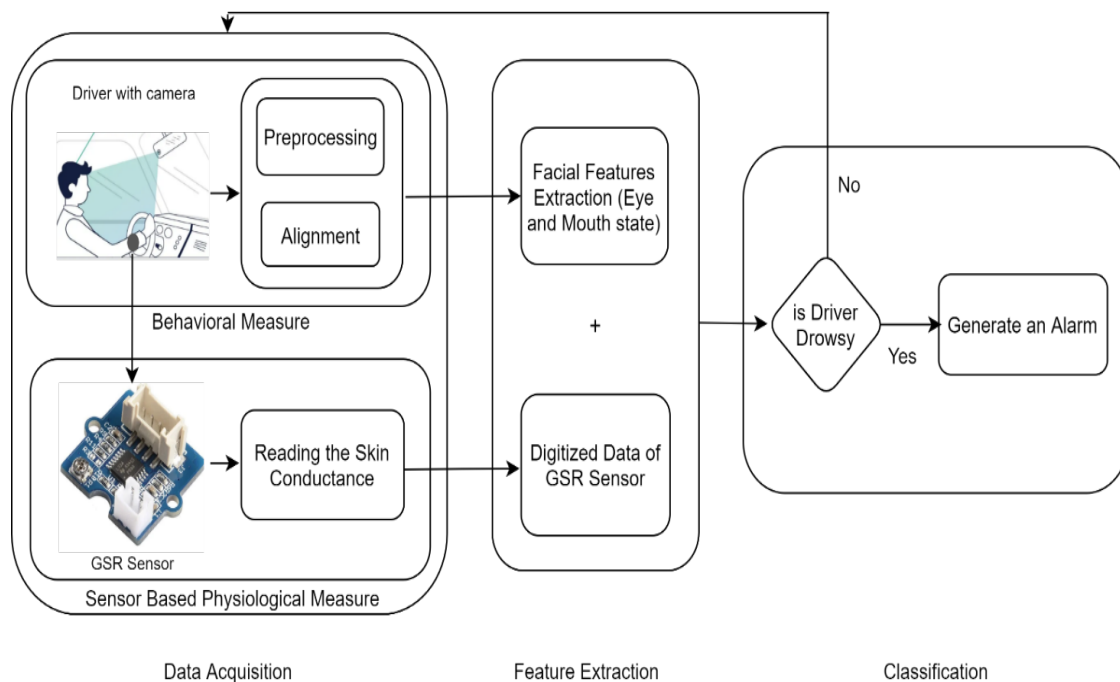 Driver with camera
Preprocessing
Alignment
Behavioral Measure
GSR Sensor
Reading the Skin
Conductance
Sensor Based Physiological Measure
Facial Features
Extraction (Eye
and Mouth state)
+
Digitized Data of
GSR Sensor
No
is Driver
Drowsy
Yes
Generate an Alarm
Data Acquisition
Feature Extraction
Classification